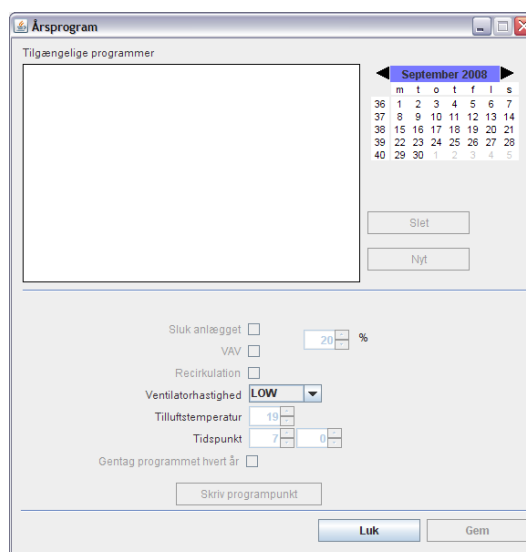 Årsprogram
Tilgængelige programmer
September 2008
m t o t f l s
36 1 2 3 4 5 6 7
37 8 9 10 11 12 13 14
38 15 16 17 18 19 20 21
39 22 23 24 25 26 27 28
40 29 30 1 2 3 4 5
Slet
Nyt
Sluk anlægget
20 %
VAV
Recirkulation
Ventilatorhastighed LOW
Tilluftstemperatur 19
Tidspunkt 7 0
Gentag programmet hvert år
Skriv programpunkt
Luk Gem